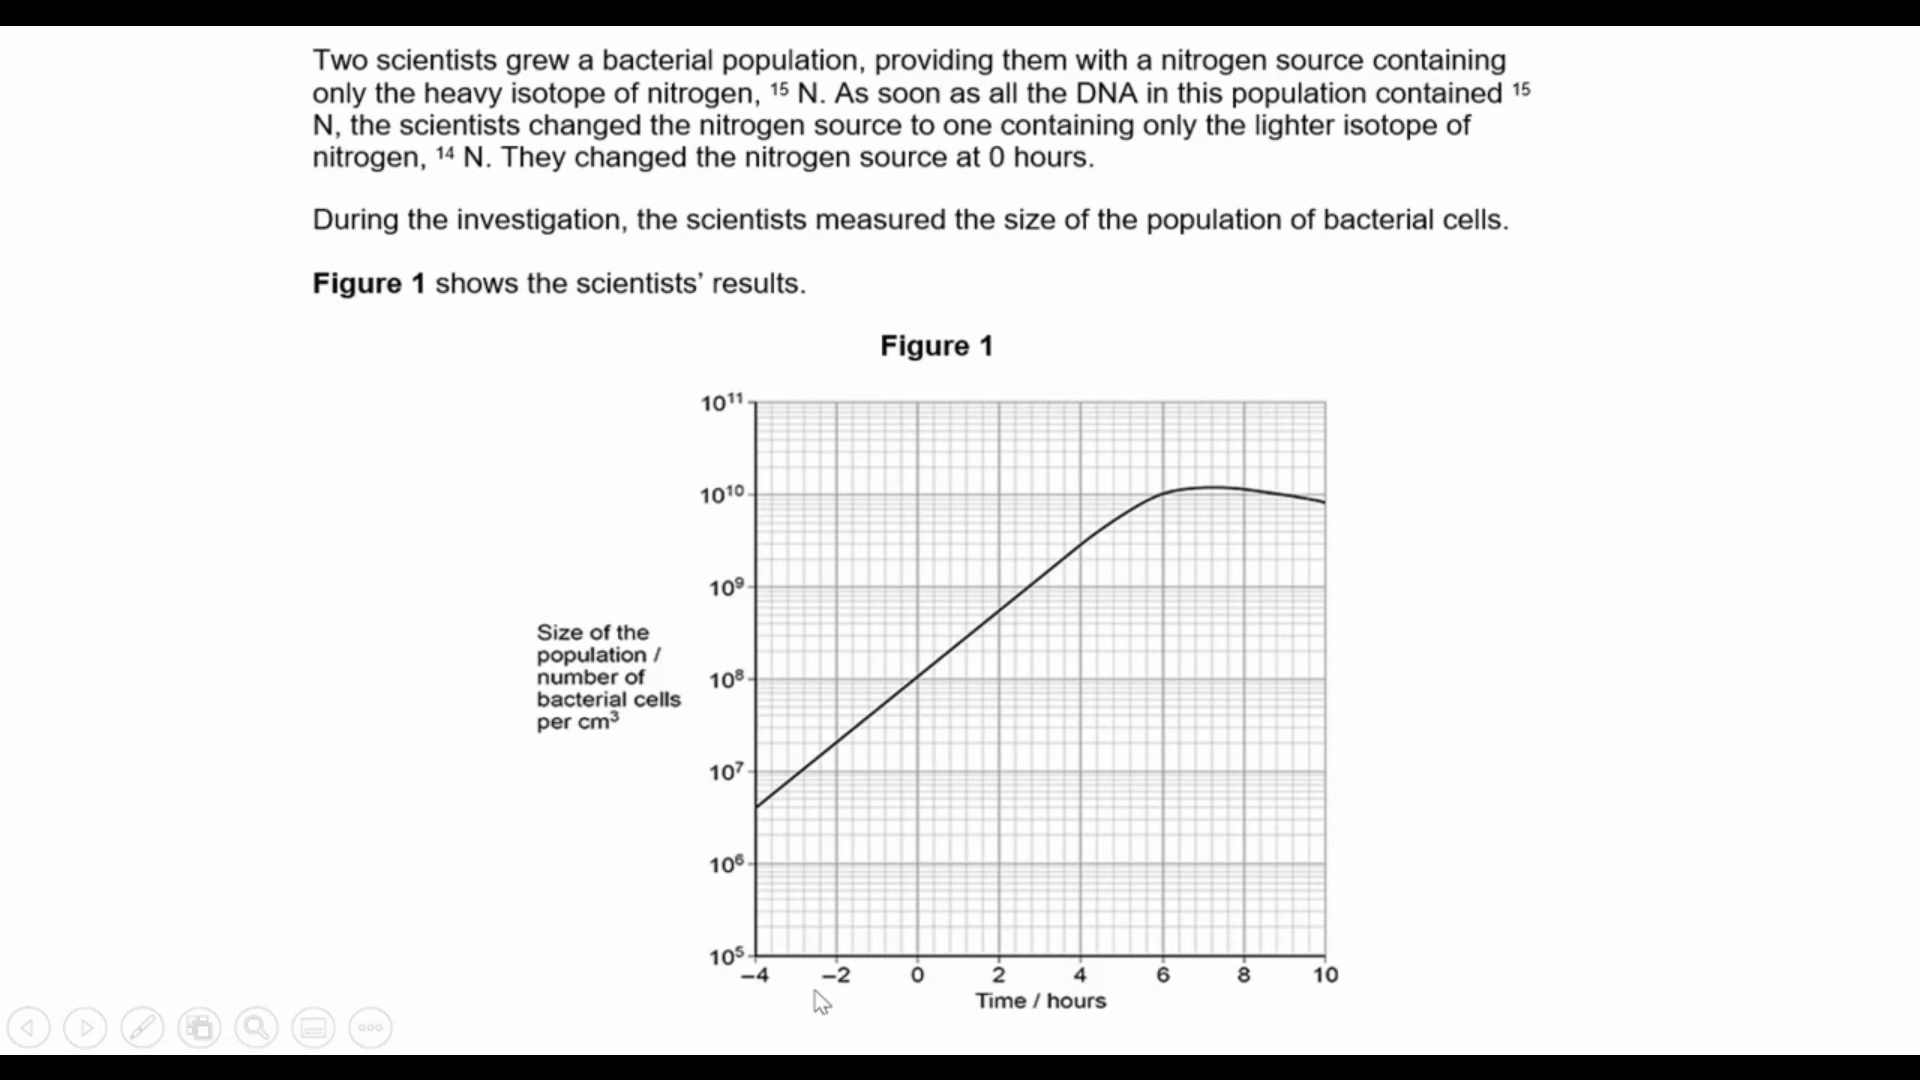 Two scientists grew a bacterial population, providing them with a nitrogen source containing
only the heavy isotope of nitrogen, ¹⁵ N. As soon as all the DNA in this population contained ¹⁵
N, the scientists changed the nitrogen source to one containing only the lighter isotope of
nitrogen, ¹⁴ N. They changed the nitrogen source at 0 hours.
During the investigation, the scientists measured the size of the population of bacterial cells.
Figure 1 shows the scientists’ results.
Figure 1
10¹¹
10¹⁰
10⁹
Size of the
population /
number of
bacterial cells
per cm³
10⁸
10⁷
10⁶
10⁵
–4 –2 0 2 4 6 8 10
Time / hours